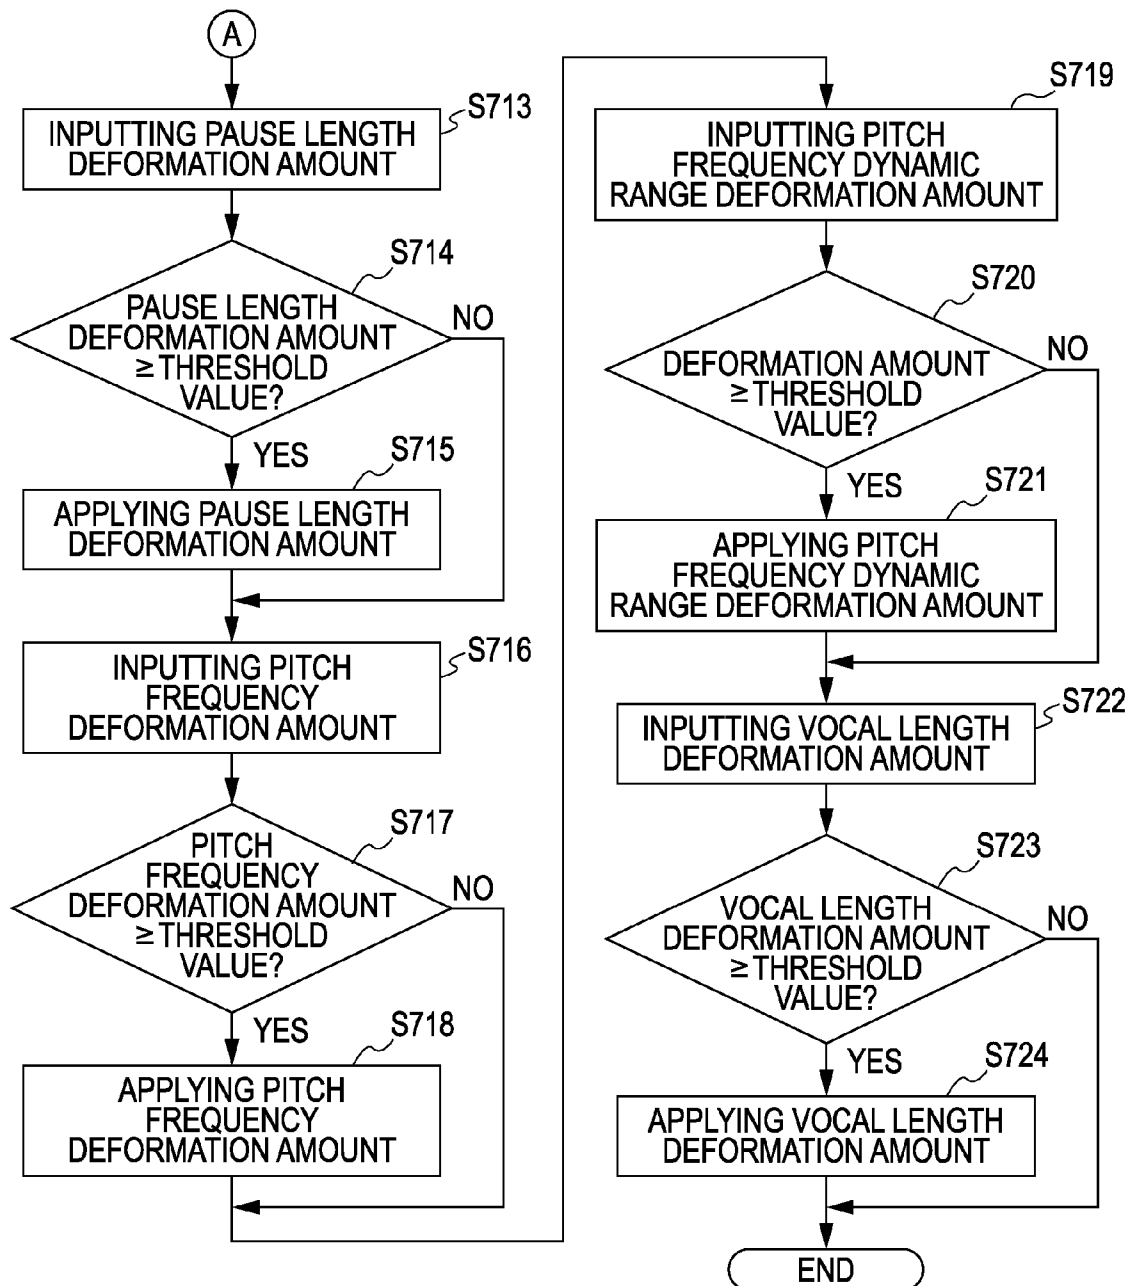 A
S713
INPUTTING PAUSE LENGTH
DEFORMATION AMOUNT
S714
PAUSE LENGTH
DEFORMATION AMOUNT
≧THRESHOLD
VALUE?
NO
YES
S715
APPLYING PAUSE LENGTH
DEFORMATION AMOUNT
S716
INPUTTING PITCH
FREQUENCY
DEFORMATION AMOUNT
S717
PITCH
FREQUENCY
DEFORMATION AMOUNT
≧THRESHOLD
VALUE?
NO
YES
S718
APPLYING PITCH
FREQUENCY
DEFORMATION AMOUNT
S719
INPUTTING PITCH
FREQUENCY DYNAMIC
RANGE DEFORMATION AMOUNT
S720
DEFORMATION AMOUNT
≧THRESHOLD
VALUE?
NO
YES
S721
APPLYING PITCH
FREQUENCY DYNAMIC
RANGE DEFORMATION AMOUNT
S722
INPUTTING VOCAL LENGTH
DEFORMATION AMOUNT
S723
VOCAL LENGTH
DEFORMATION AMOUNT
≧THRESHOLD
VALUE?
NO
YES
S724
APPLYING VOCAL LENGTH
DEFORMATION AMOUNT
END